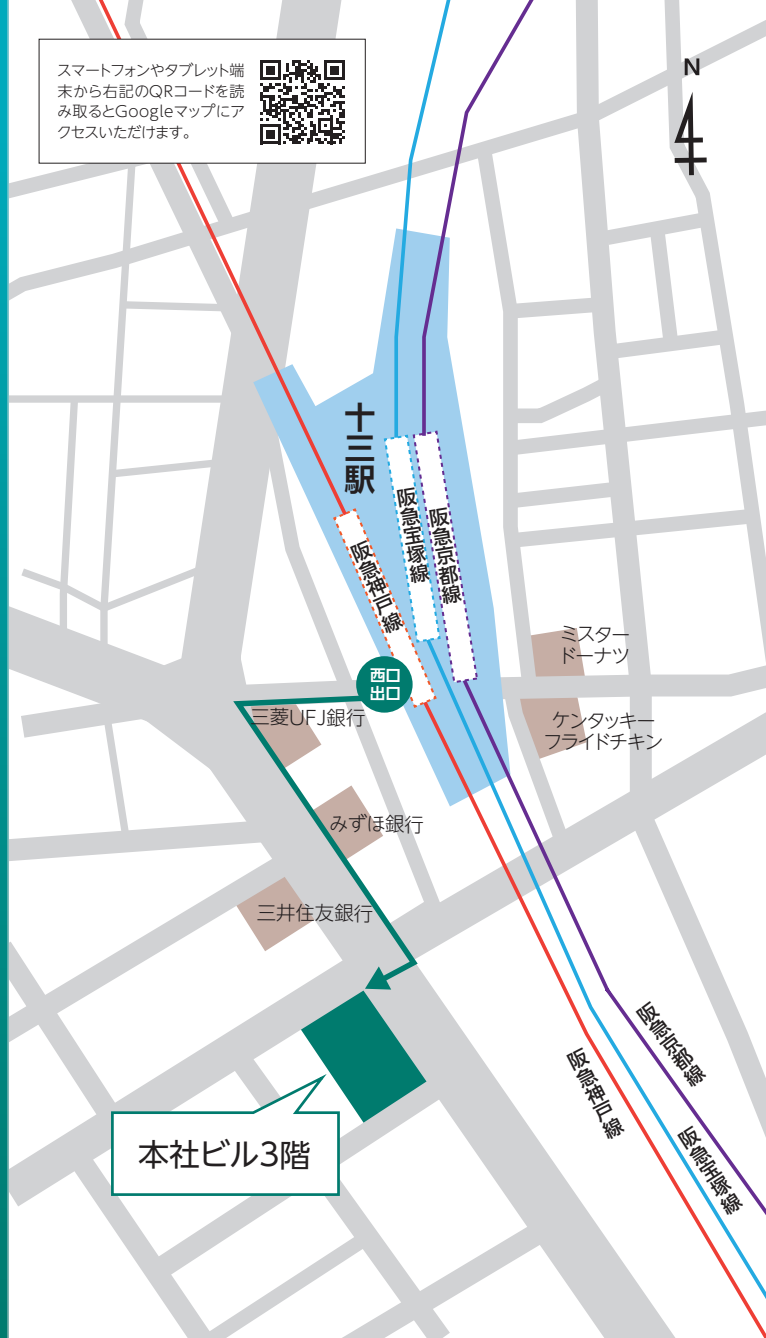 スマートフォンやタブレット端
末から右記のQRコードを読
み取るとGoogleマップにア
クセスいただけます。
N
十三駅
阪急宝塚線
阪急京都線
阪急神戸線
ミスター
ドーナツ
西口
出口
三菱UFJ銀行
ケンタッキー
フライドチキン
みずほ銀行
三井住友銀行
阪急京都線
阪急神戸線
阪急宝塚線
本社ビル3階